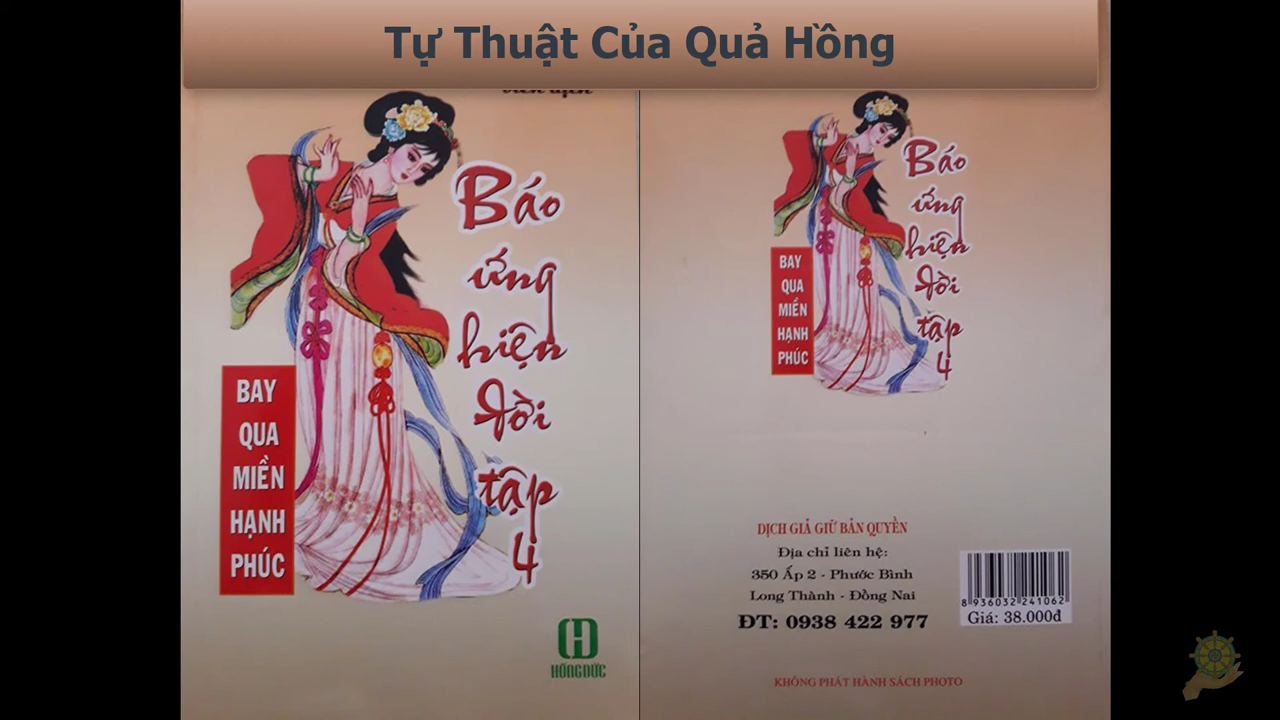 Tự Thuật Của Quả Hồng
Báo
ứng
hiện
đời
tập
4
BAY
QUA
MIỀN
HẠNH
PHÚC
HỒNG ĐỨC
Báo
ứng
hiện
đời
tập
4
BAY
QUA
MIỀN
HẠNH
PHÚC
DỊCH GIẢ GIỮ BẢN QUYỀN
Địa chỉ liên hệ:
350 Ấp 2 - Phước Bình
Long Thành - Đồng Nai
ĐT: 0938 422 977
8 936032 241062
Giá: 38.000đ
KHÔNG PHÁT HÀNH SÁCH PHOTO